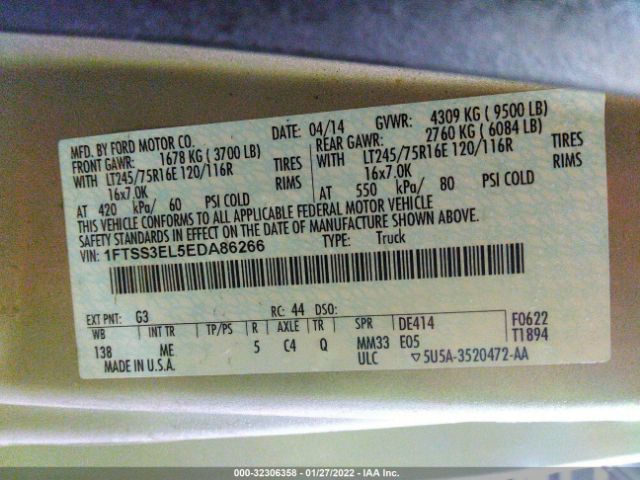 MFD. BY FORD MOTOR CO.
DATE: 04/14
GVWR: 4309 KG ( 9500 LB)
FRONT GAWR: 1678 KG ( 3700 LB)
REAR GAWR: 2760 KG ( 6084 LB)
WITH LT245/75R16E 120/116R TIRES
WITH LT245/75R16E 120/116R TIRES
16x7.0K RIMS
16x7.0K RIMS
AT 420 kPa/ 60 PSI COLD
AT 550 kPa/ 80 PSI COLD
THIS VEHICLE CONFORMS TO ALL APPLICABLE FEDERAL MOTOR VEHICLE
SAFETY STANDARDS IN EFFECT ON THE DATE OF MANUFACTURE SHOWN ABOVE.
VIN: 1FTSS3EL5EDA86266
TYPE: Truck
EXT PNT: G3 RC: 44 DSO:
WB INT TR TP/PS R AXLE TR SPR DE414 F0622
138 ME 5 C4 Q MM33 E05 T1894
MADE IN U.S.A. ULC ▽5U5A-3520472-AA
000-32306358 - 01/27/2022 - IAA Inc.